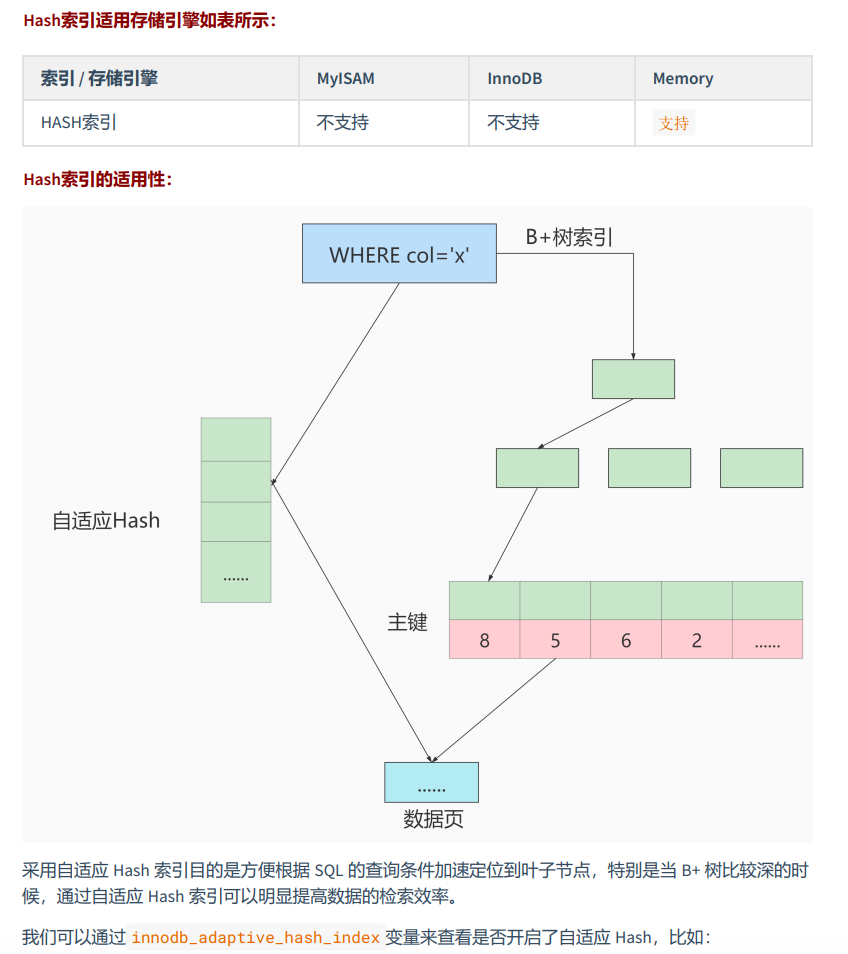 Hash索引适用存储引擎如表所示：
索引 / 存储引擎 MyISAM InnoDB Memory
HASH索引 不支持 不支持 支持
Hash索引的适用性：
WHERE col='x'
B+树索引
自适应Hash
......
主键
8 5 6 2 ......
......
数据页
采用自适应 Hash 索引目的是方便根据 SQL 的查询条件加速定位到叶子节点，特别是当 B+ 树比较深的时
候，通过自适应 Hash 索引可以明显提高数据的检索效率。
我们可以通过 innodb_adaptive_hash_index 变量来查看是否开启了自适应 Hash，比如：